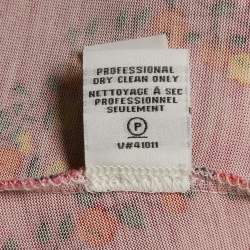 PROFESSIONAL
DRY CLEAN ONLY
NETTOYAGE À SEC
PROFESSIONNEL
SEULEMENT
P
V#41011